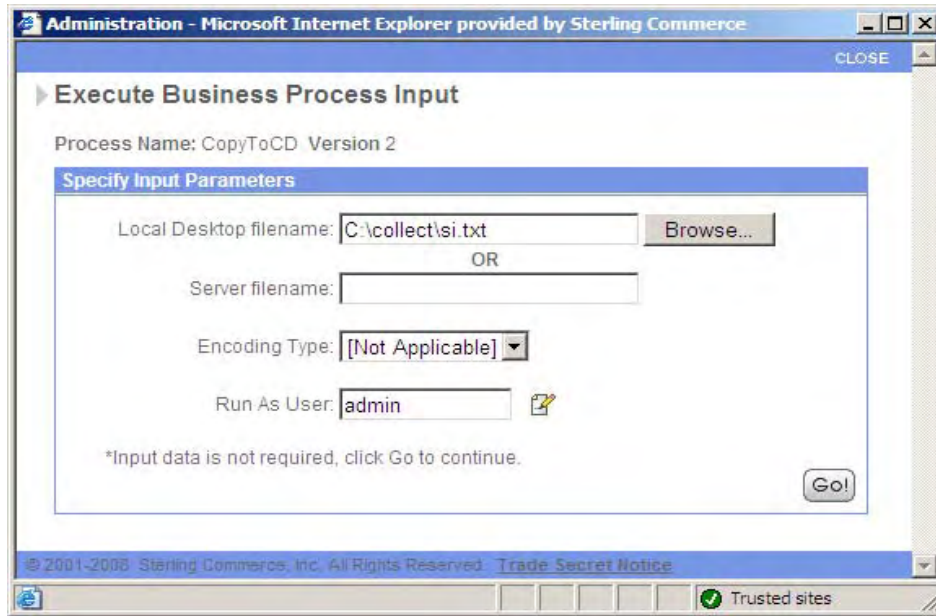 Administration - Microsoft Internet Explorer provided by Sterling Commerce
CLOSE
Execute Business Process Input
Process Name: CopyToCD Version 2
Specify Input Parameters
Local Desktop filename: C:\collect\si.txt Browse...
OR
Server filename:
Encoding Type: [Not Applicable]
Run As User: admin
*Input data is not required, click Go to continue.
Go!
© 2001-2008 Sterling Commerce, Inc. All Rights Reserved. Trade Secret Notice
Trusted sites